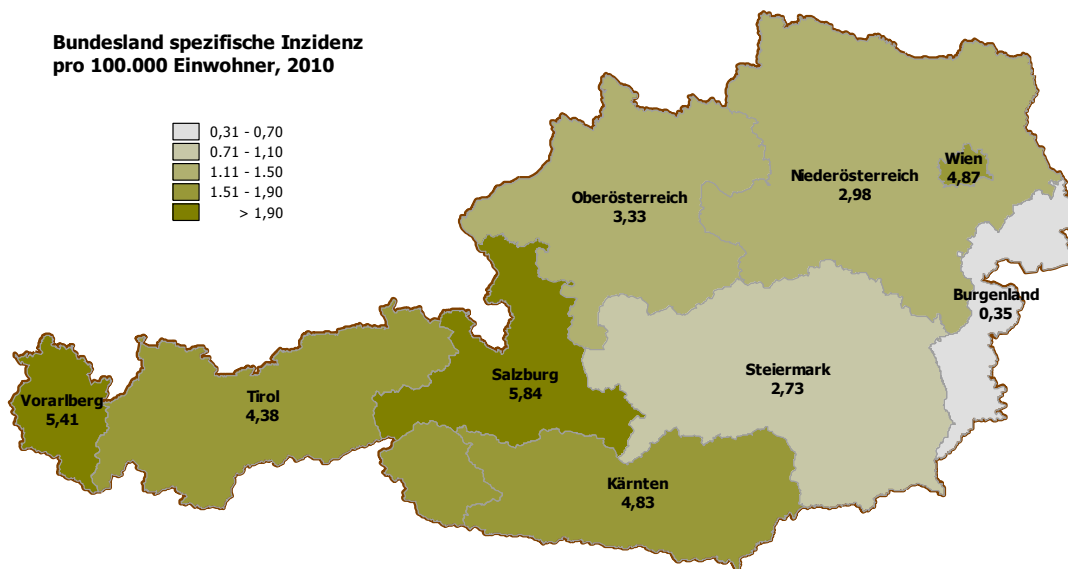 Bundesland spezifische Inzidenz
pro 100.000 Einwohner, 2010
0,31 - 0,70
0.71 - 1,10
1.11 - 1.50
1.51 - 1,90
> 1,90
Wien
4,87
Niederösterreich
2,98
Oberösterreich
3,33
Burgenland
0,35
Steiermark
2,73
Salzburg
5,84
Tirol
4,38
Vorarlberg
5,41
Kärnten
4,83